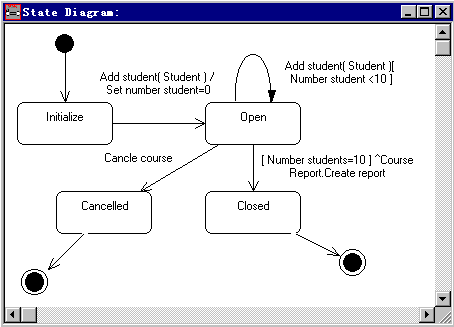 State Diagram:
Add student( Student ) /
Set number student=0
Add student( Student )[
Number student <10 ]
Initialize
Open
Cancle course
[ Number students=10 ] ^Course
Report.Create report
Cancelled
Closed